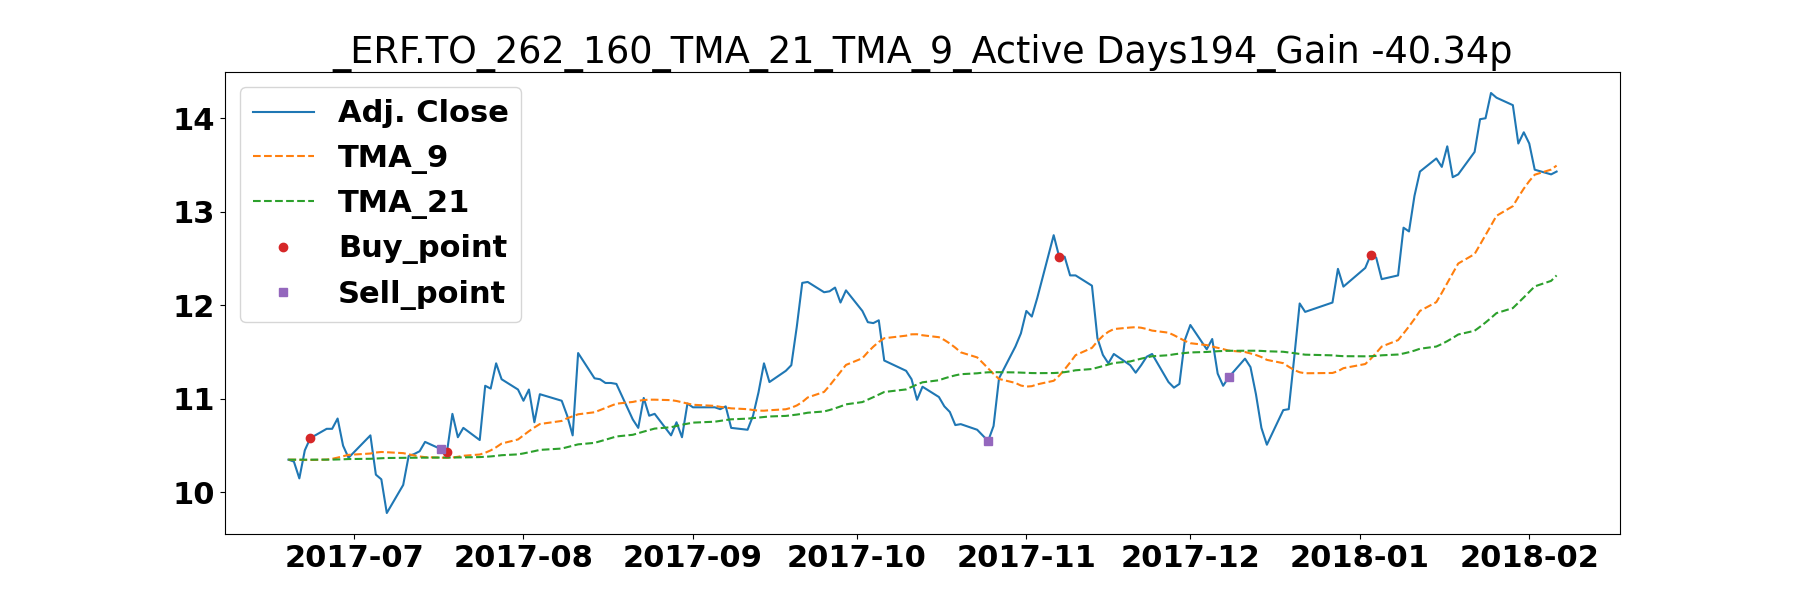 _ERF.TO_262_160_TMA_21_TMA_9_Active Days194_Gain -40.34p
Adj. Close
TMA_9
TMA_21
Buy_point
Sell_point
14
13
12
11
10
2017-07 2017-08 2017-09 2017-10 2017-11 2017-12 2018-01 2018-02